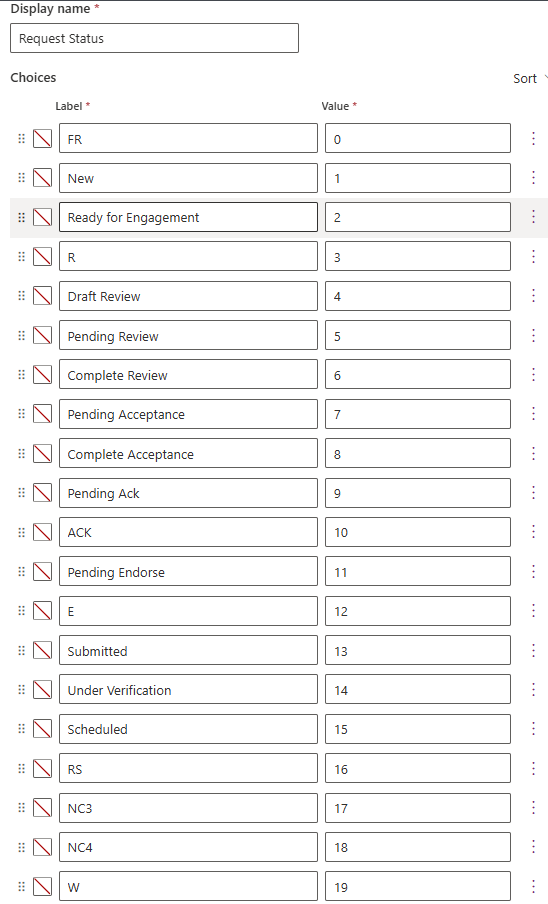 Display name *
Request Status
Choices
Sort
Label * Value *
FR 0
New 1
Ready for Engagement 2
R 3
Draft Review 4
Pending Review 5
Complete Review 6
Pending Acceptance 7
Complete Acceptance 8
Pending Ack 9
ACK 10
Pending Endorse 11
E 12
Submitted 13
Under Verification 14
Scheduled 15
RS 16
NC3 17
NC4 18
W 19